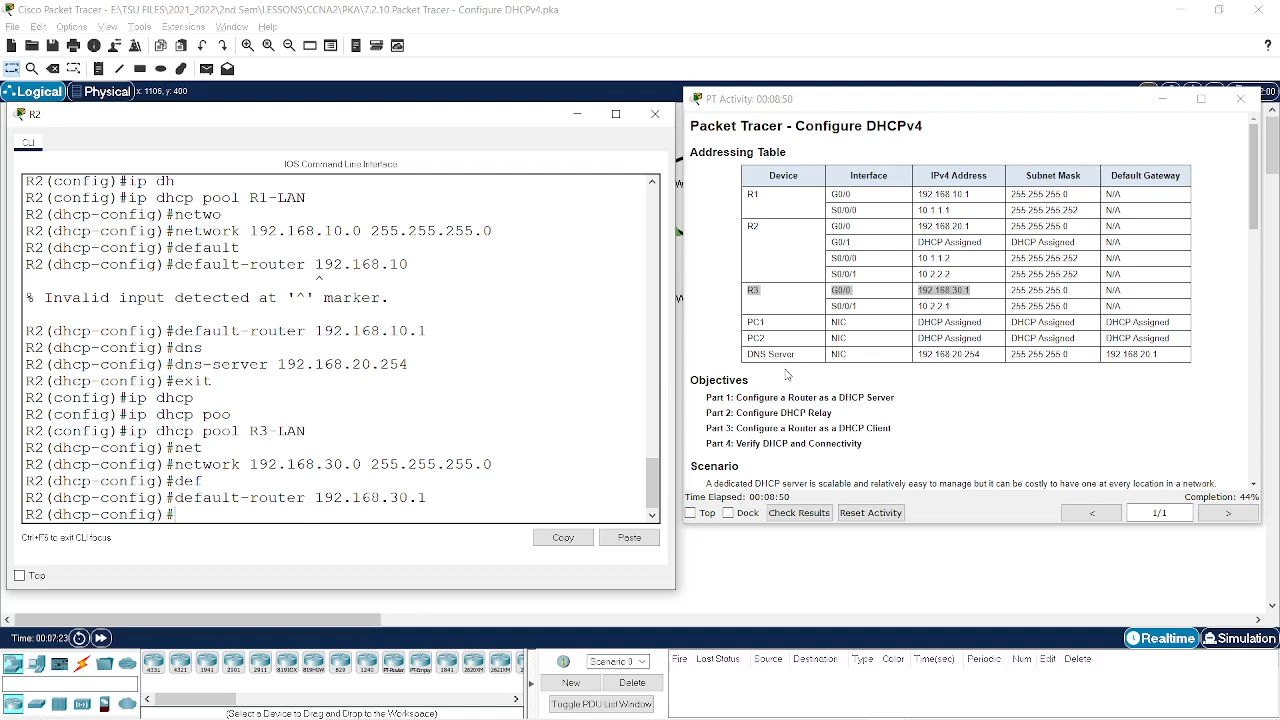 Cisco Packet Tracer - E:\TSU FILES\2021_2022\2nd Sem\LESSONS\CCNA2\PKA\7.2.10 Packet Tracer - Configure DHCPv4.pka
File Edit Options View Tools Extensions Window Help
?
Logical Physical x: 1106, y: 400
R2
CLI
IOS Command Line Interface
R2(config)#ip dh
R2(config)#ip dhcp pool R1-LAN
R2(dhcp-config)#netwo
R2(dhcp-config)#network 192.168.10.0 255.255.255.0
R2(dhcp-config)#default
R2(dhcp-config)#default-router 192.168.10
^
% Invalid input detected at '^' marker.
R2(dhcp-config)#default-router 192.168.10.1
R2(dhcp-config)#dns
R2(dhcp-config)#dns-server 192.168.20.254
R2(dhcp-config)#exit
R2(config)#ip dhcp
R2(config)#ip dhcp poo
R2(config)#ip dhcp pool R3-LAN
R2(dhcp-config)#net
R2(dhcp-config)#network 192.168.30.0 255.255.255.0
R2(dhcp-config)#def
R2(dhcp-config)#default-router 192.168.30.1
R2(dhcp-config)#
Ctrl+F6 to exit CLI focus
Copy Paste
Top
PT Activity: 00:08:50
Packet Tracer - Configure DHCPv4
Addressing Table
Device Interface IPv4 Address Subnet Mask Default Gateway
R1 G0/0 192.168.10.1 255.255.255.0 N/A
S0/0/0 10.1.1.1 255.255.255.252 N/A
R2 G0/0 192.168.20.1 255.255.255.0 N/A
G0/1 DHCP Assigned DHCP Assigned N/A
S0/0/0 10.1.1.2 255.255.255.252 N/A
S0/0/1 10.2.2.2 255.255.255.252 N/A
R3 G0/0 192.168.30.1 255.255.255.0 N/A
S0/0/1 10.2.2.1 255.255.255.0 N/A
PC1 NIC DHCP Assigned DHCP Assigned DHCP Assigned
PC2 NIC DHCP Assigned DHCP Assigned DHCP Assigned
DNS Server NIC 192.168.20.254 255.255.255.0 192.168.20.1
Objectives
Part 1: Configure a Router as a DHCP Server
Part 2: Configure DHCP Relay
Part 3: Configure a Router as a DHCP Client
Part 4: Verify DHCP and Connectivity
Scenario
A dedicated DHCP server is scalable and relatively easy to manage but it can be costly to have one at every location in a network.
Time Elapsed: 00:08:50 Completion: 44%
Top Dock Check Results Reset Activity < 1/1 >
Time: 00:07:23 Realtime Simulation
4331 4321 1941 2901 2911 819IOX 819HGW 829 1240 PT-Router PT-Empty 1841 2620XM 2621XM
(Select a Device to Drag and Drop to the Workspace)
Scenario 0
New Delete
Toggle PDU List Window
Fire Last Status Source Destination Type Color Time(sec) Periodic Num Edit Delete